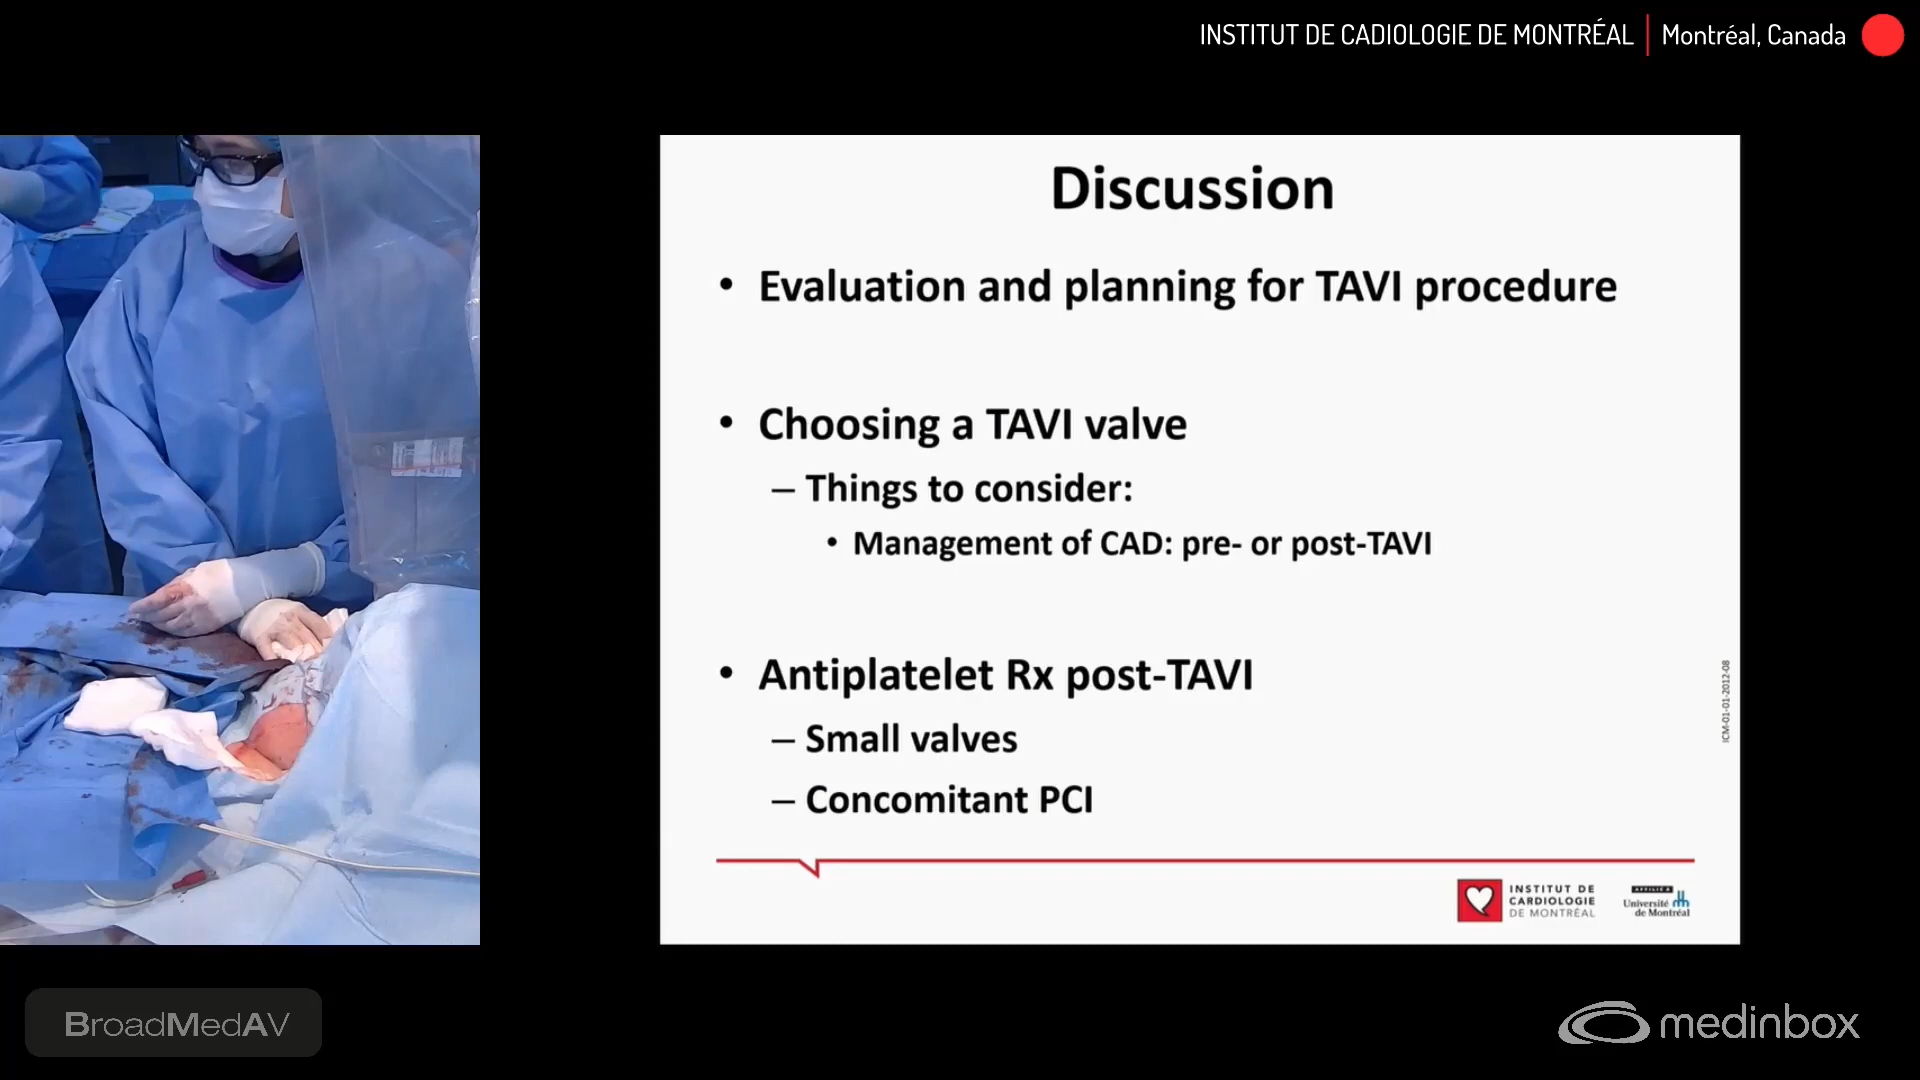 INSTITUT DE CADIOLOGIE DE MONTRÉAL | Montréal, Canada
Discussion
• Evaluation and planning for TAVI procedure
• Choosing a TAVI valve
– Things to consider:
• Management of CAD: pre- or post-TAVI
• Antiplatelet Rx post-TAVI
– Small valves
– Concomitant PCI
ICM-01-01-2012-08
INSTITUT DE
CARDIOLOGIE
DE MONTRÉAL
AFFILIÉ À
Université
de Montréal
BroadMedAV
medinbox